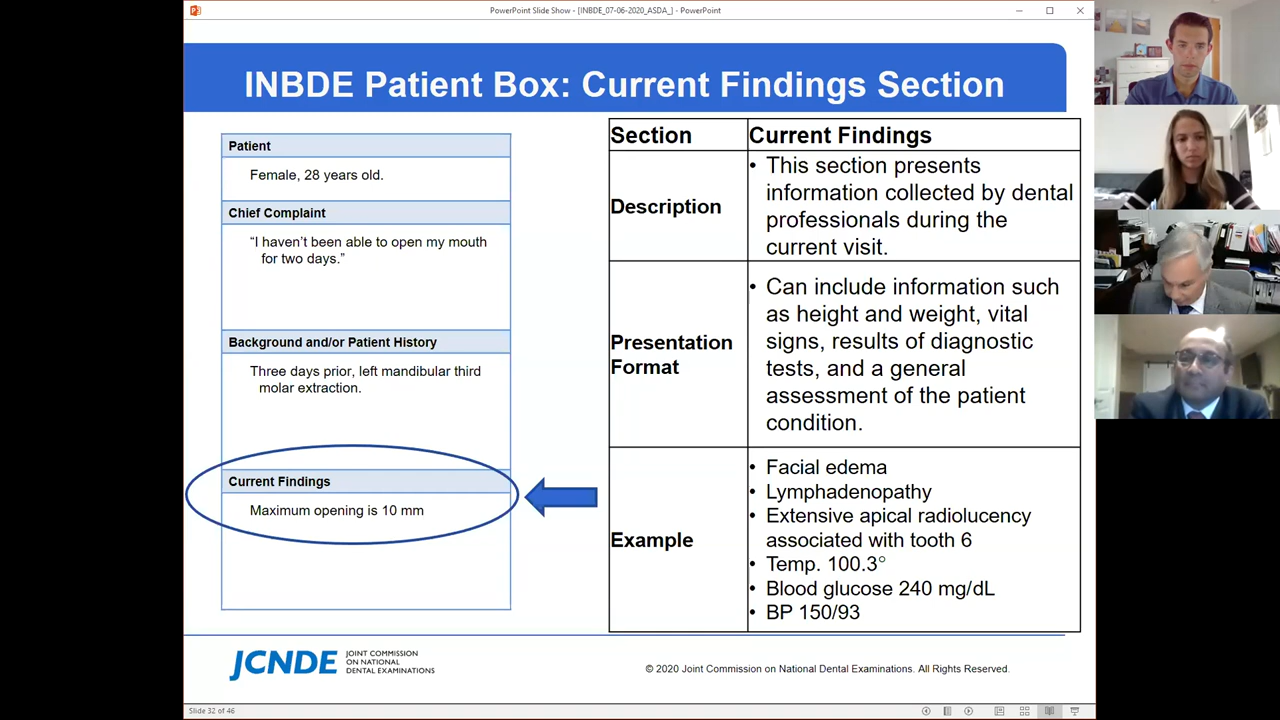 PowerPoint Slide Show - [INBDE_07-06-2020_ASDA_] - PowerPoint
INBDE Patient Box: Current Findings Section
Patient
Female, 28 years old.
Chief Complaint
“I haven’t been able to open my mouth
for two days.”
Background and/or Patient History
Three days prior, left mandibular third
molar extraction.
Current Findings
Maximum opening is 10 mm
Section
Current Findings
Description
• This section presents
information collected by dental
professionals during the
current visit.
Presentation
Format
• Can include information such
as height and weight, vital
signs, results of diagnostic
tests, and a general
assessment of the patient
condition.
Example
• Facial edema
• Lymphadenopathy
• Extensive apical radiolucency
associated with tooth 6
• Temp. 100.3°
• Blood glucose 240 mg/dL
• BP 150/93
JCNDE
JOINT COMMISSION
ON NATIONAL
DENTAL EXAMINATIONS
© 2020 Joint Commission on National Dental Examinations. All Rights Reserved.
Slide 32 of 46